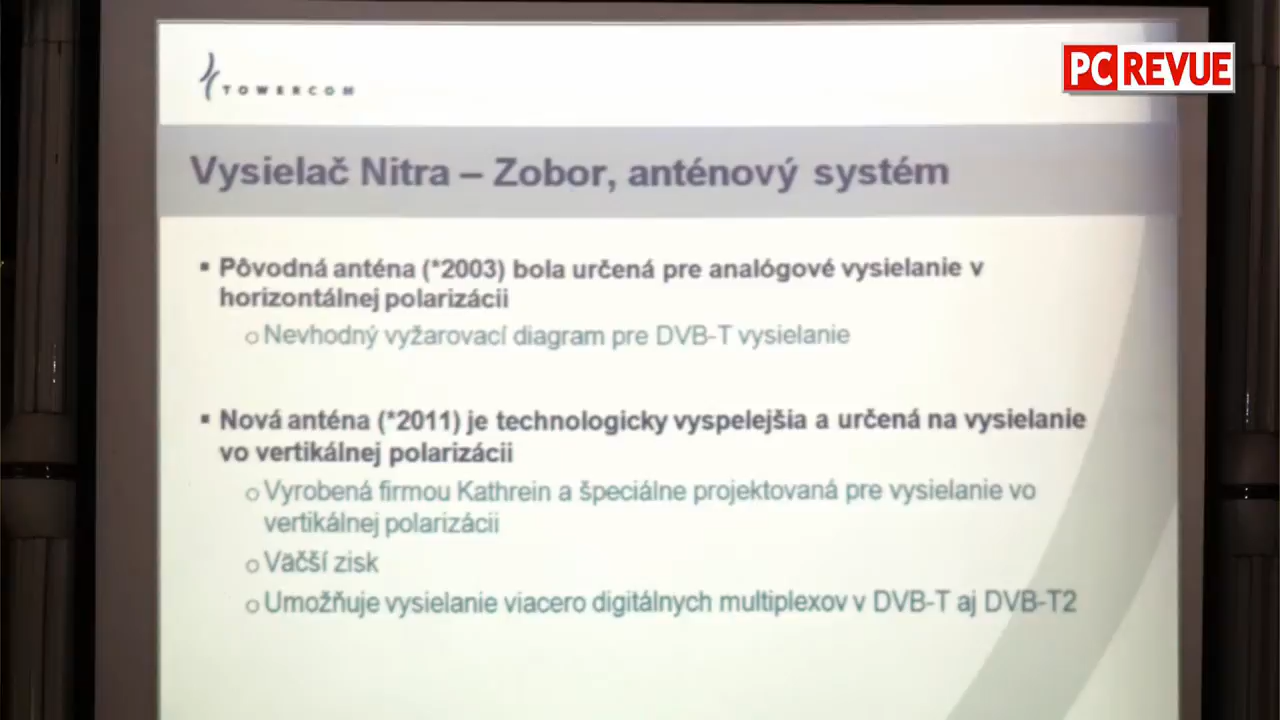 TOWERCOM
PC REVUE
Vysielač Nitra – Zobor, anténový systém
▪ Pôvodná anténa (*2003) bola určená pre analógové vysielanie v
horizontálnej polarizácii
o Nevhodný vyžarovací diagram pre DVB-T vysielanie
▪ Nová anténa (*2011) je technologicky vyspelejšia a určená na vysielanie
vo vertikálnej polarizácii
o Vyrobená firmou Kathrein a špeciálne projektovaná pre vysielanie vo
vertikálnej polarizácii
o Väčší zisk
o Umožňuje vysielanie viacero digitálnych multiplexov v DVB-T aj DVB-T2